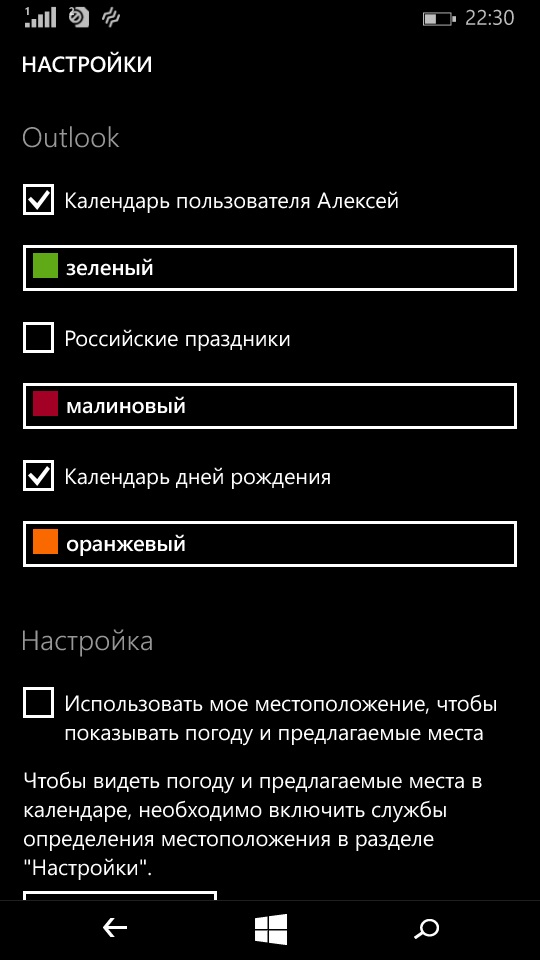 1
22:30
НАСТРОЙКИ
Outlook
Календарь пользователя Алексей
зеленый
Российские праздники
малиновый
Календарь дней рождения
оранжевый
Настройка
Использовать мое местоположение, чтобы
показывать погоду и предлагаемые места
Чтобы видеть погоду и предлагаемые места в
календаре, необходимо включить службы
определения местоположения в разделе
"Настройки".